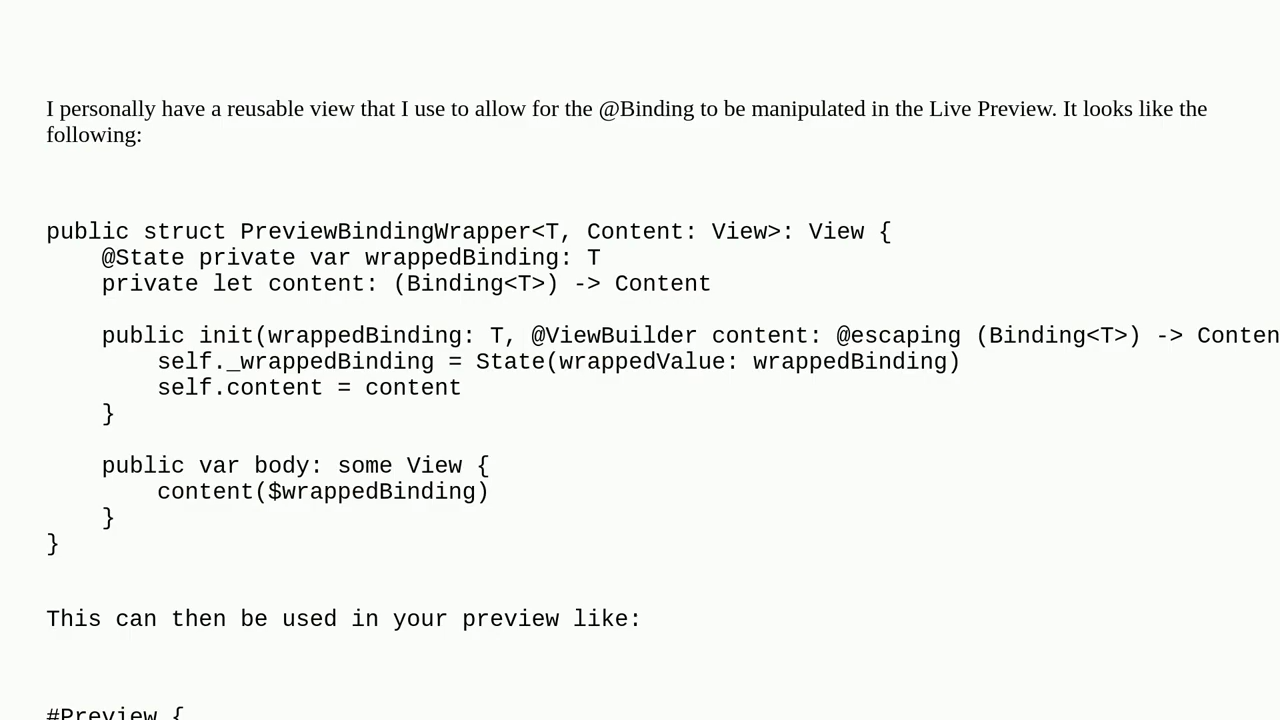 I personally have a reusable view that I use to allow for the @Binding to be manipulated in the Live Preview. It looks like the
following:
public struct PreviewBindingWrapper<T, Content: View>: View {
    @State private var wrappedBinding: T
    private let content: (Binding<T>) -> Content
    public init(wrappedBinding: T, @ViewBuilder content: @escaping (Binding<T>) -> Conten
        self._wrappedBinding = State(wrappedValue: wrappedBinding)
        self.content = content
    }
    public var body: some View {
        content($wrappedBinding)
    }
}
This can then be used in your preview like:
#Preview {